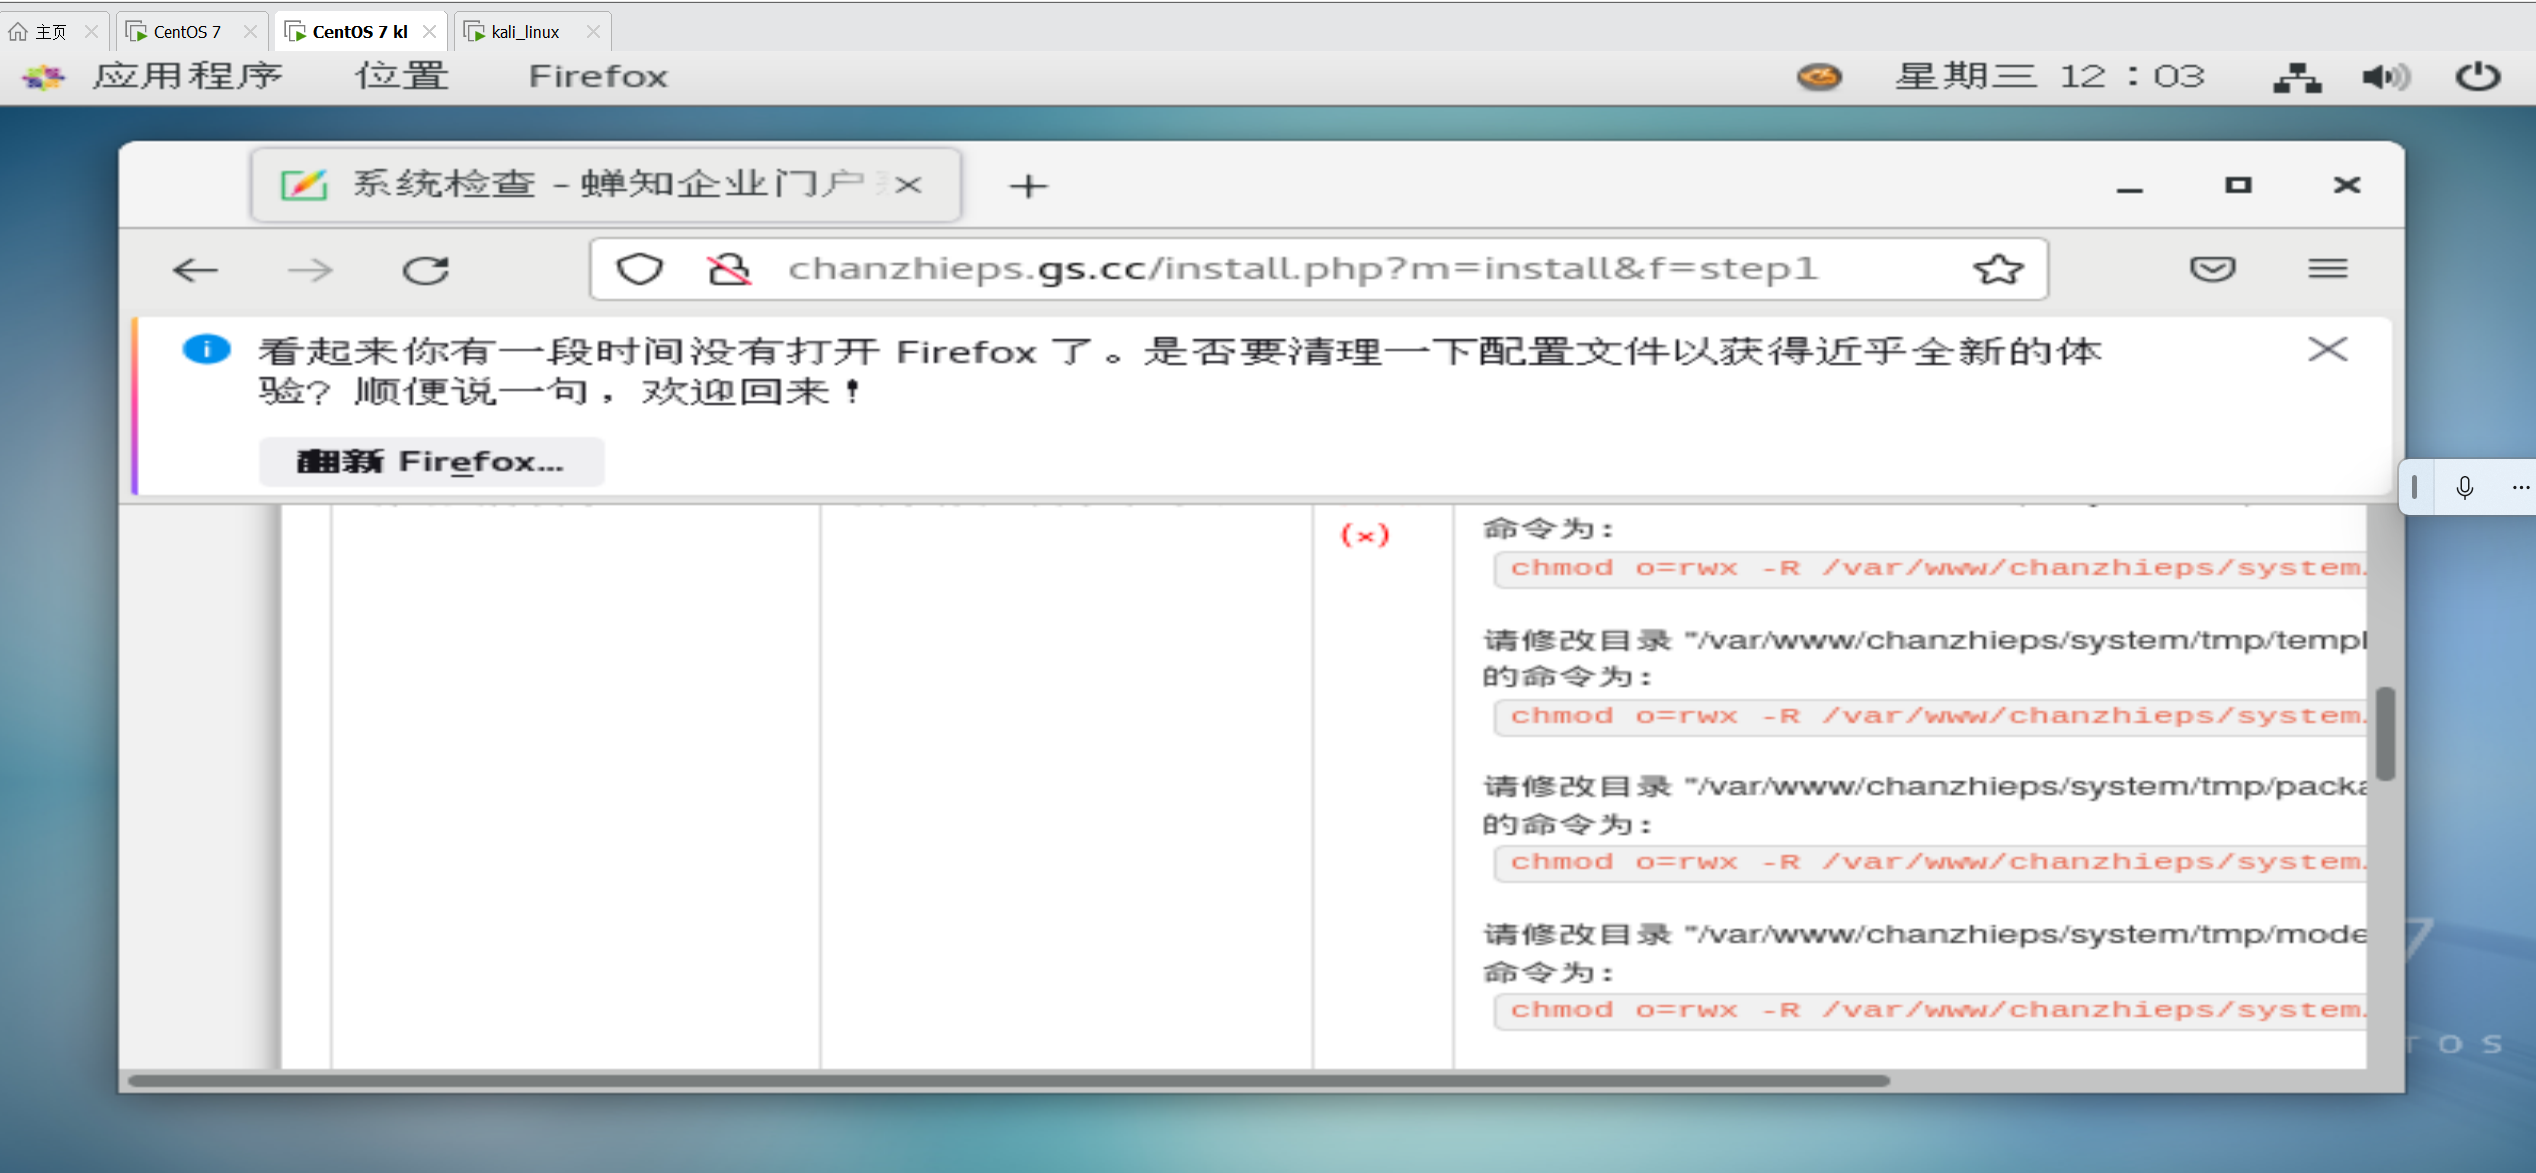 主页
CentOS 7
CentOS 7 kl
kali_linux
应用程序 位置 Firefox
星期三 12：03
系统检查 - 蝉知企业门户
chanzhieps.gs.cc/install.php?m=install&f=step1
看起来你有一段时间没有打开 Firefox 了。是否要清理一下配置文件以获得近乎全新的体
验？顺便说一句，欢迎回来！
翻新 Firefox...
(×)
命令为：
chmod o=rwx -R /var/www/chanzhieps/system
请修改目录 "/var/www/chanzhieps/system/tmp/templ
的命令为：
chmod o=rwx -R /var/www/chanzhieps/system
请修改目录 "/var/www/chanzhieps/system/tmp/packa
的命令为：
chmod o=rwx -R /var/www/chanzhieps/system
请修改目录 "/var/www/chanzhieps/system/tmp/mode
命令为：
chmod o=rwx -R /var/www/chanzhieps/system
7
TOS